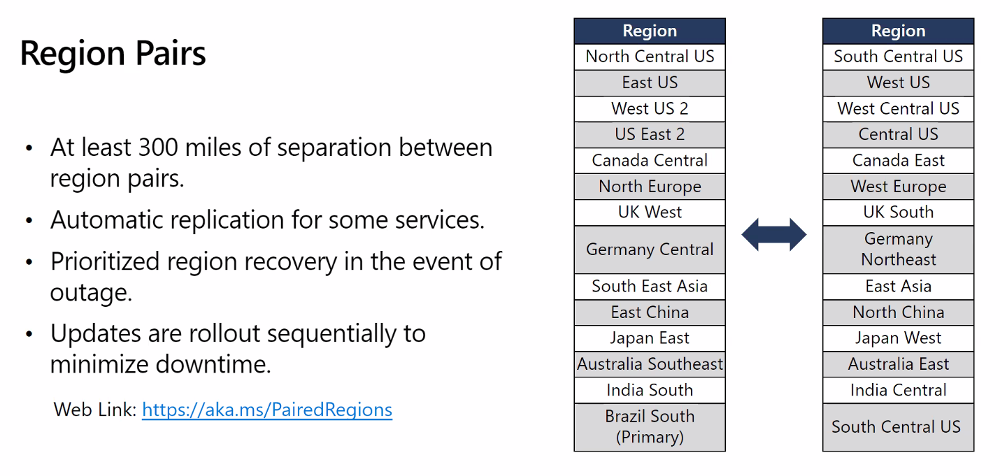 Region Pairs
• At least 300 miles of separation between
region pairs.
• Automatic replication for some services.
• Prioritized region recovery in the event of
outage.
• Updates are rollout sequentially to
minimize downtime.
Web Link: https://aka.ms/PairedRegions
Region Region
North Central US South Central US
East US West US
West US 2 West Central US
US East 2 Central US
Canada Central Canada East
North Europe West Europe
UK West UK South
Germany Central Germany
Northeast
South East Asia East Asia
East China North China
Japan East Japan West
Australia Southeast Australia East
India South India Central
Brazil South
(Primary) South Central US